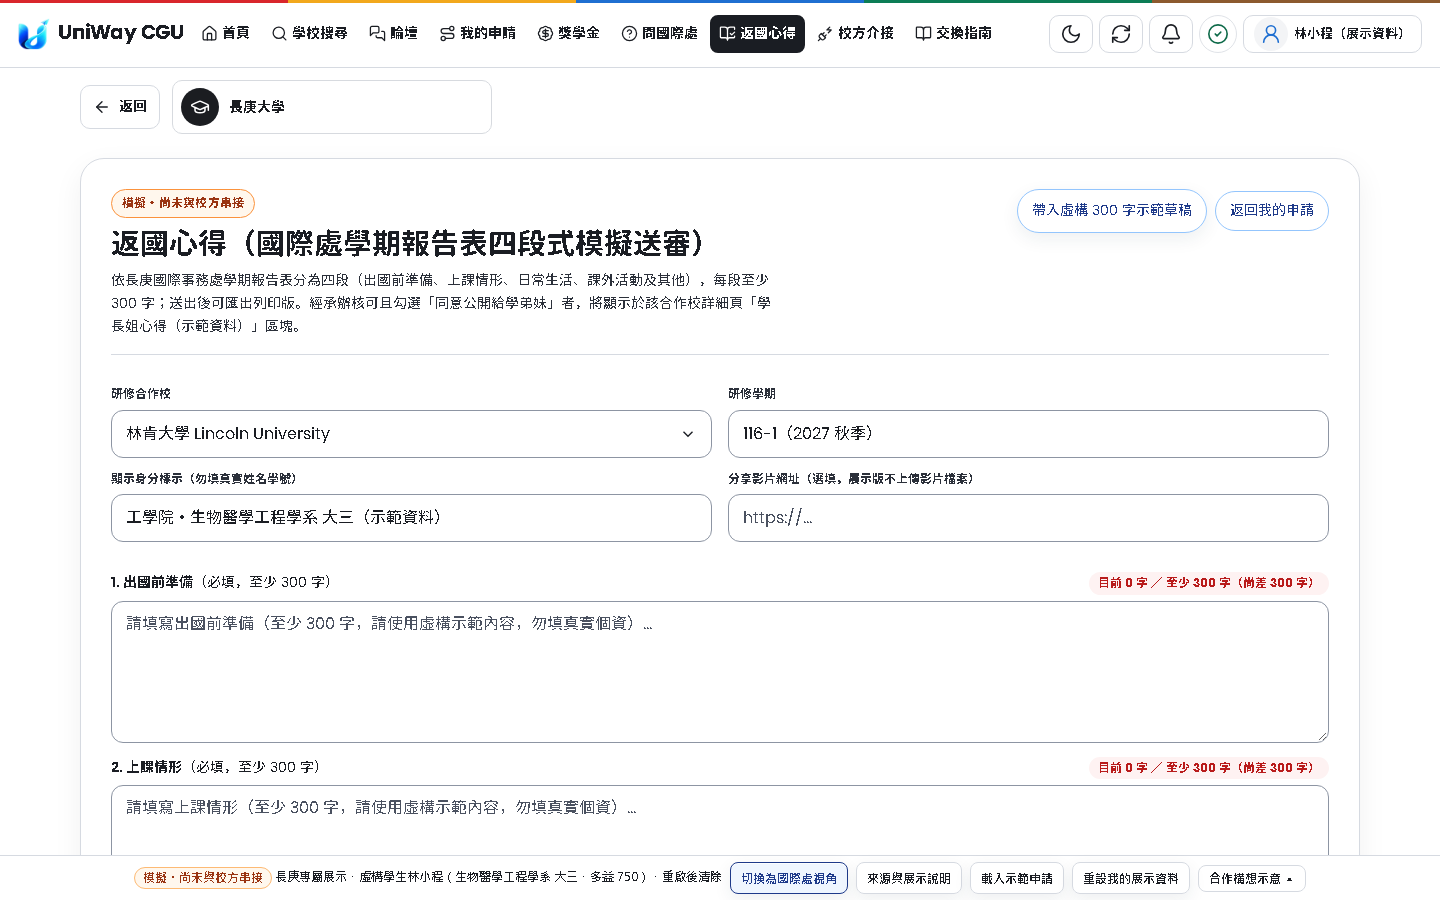 UniWay CGU 首頁 學校搜尋 論壇 我的申請 獎學金 問國際處 返國心得 校方介接 交換指南 林小程（展示資料）
返回 長庚大學
模擬・尚未與校方串接
帶入虛構 300 字示範草稿 返回我的申請
返國心得（國際處學期報告表四段式模擬送審）
依長庚國際事務處學期報告表分為四段（出國前準備、上課情形、日常生活、課外活動及其他），每段至少
300 字；送出後可匯出列印版。經承辦核可且勾選「同意公開給學弟妹」者，將顯示於該合作校詳細頁「學
長姐心得（示範資料）」區塊。
研修合作校 研修學期
林肯大學 Lincoln University 116-1（2027 秋季）
顯示身分標示（勿填真實姓名學號） 分享影片網址（選填，展示版不上傳影片檔案）
工學院・生物醫學工程學系 大三（示範資料） https://...
1. 出國前準備（必填，至少 300 字） 目前 0 字 ／ 至少 300 字（尚差 300 字）
請填寫出國前準備（至少 300 字，請使用虛構示範內容，勿填真實個資）...
2. 上課情形（必填，至少 300 字） 目前 0 字 ／ 至少 300 字（尚差 300 字）
請填寫上課情形（至少 300 字，請使用虛構示範內容，勿填真實個資）...
模擬・尚未與校方串接 長庚專屬展示 · 虛構學生林小程（生物醫學工程學系 大三 · 多益 750） · 重啟後清除 切換為國際處視角 來源與展示說明 載入示範申請 重設我的展示資料 合作構想示意 ▲